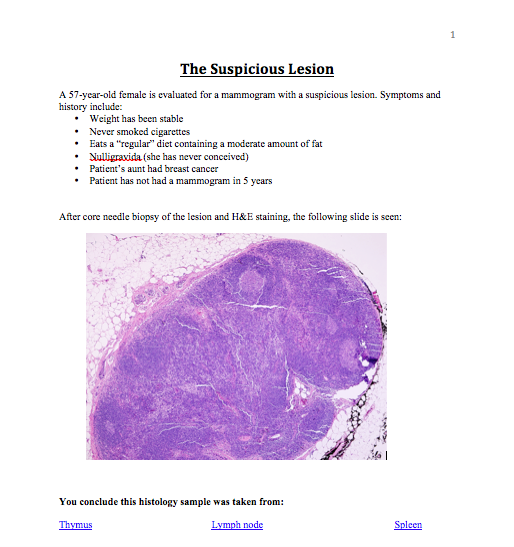 1
The Suspicious Lesion
A 57-year-old female is evaluated for a mammogram with a suspicious lesion. Symptoms and
history include:
• Weight has been stable
• Never smoked cigarettes
• Eats a “regular” diet containing a moderate amount of fat
• Nulligravida (she has never conceived)
• Patient’s aunt had breast cancer
• Patient has not had a mammogram in 5 years
After core needle biopsy of the lesion and H&E staining, the following slide is seen:
You conclude this histology sample was taken from:
Thymus Lymph node Spleen